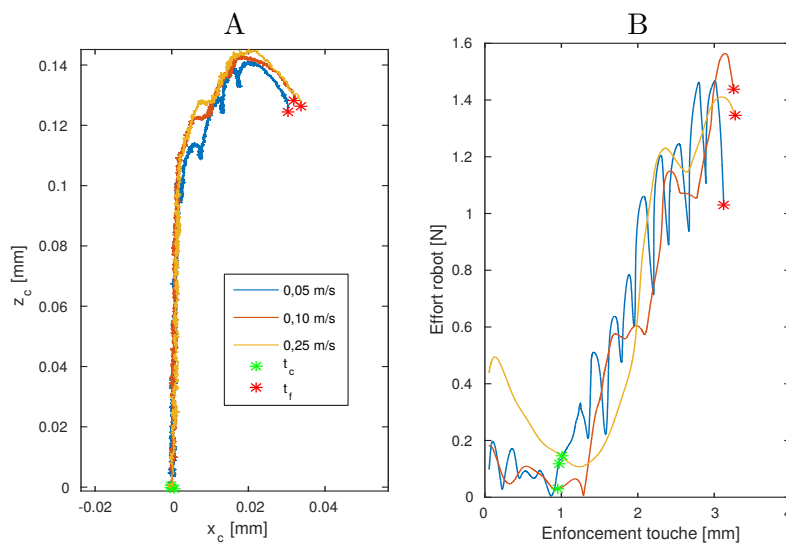 A
B
0.14
0.12
0.1
0.08
0.06
0.04
0.02
0
z_c [mm]
-0.02
0
0.02
0.04
x_c [mm]
0,05 m/s
0,10 m/s
0,25 m/s
t_c
t_f
1.6
1.4
1.2
1
0.8
0.6
0.4
0.2
0
Effort robot [N]
0
1
2
3
4
Enfoncement touche [mm]